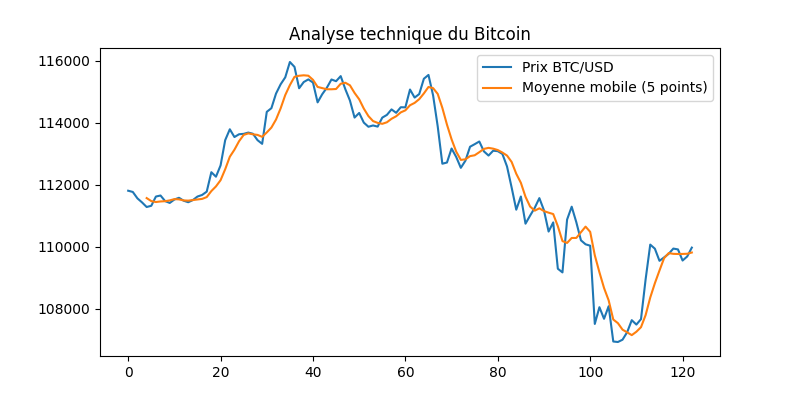 Analyse technique du Bitcoin
Prix BTC/USD
Moyenne mobile (5 points)
116000
114000
112000
110000
108000
0 20 40 60 80 100 120